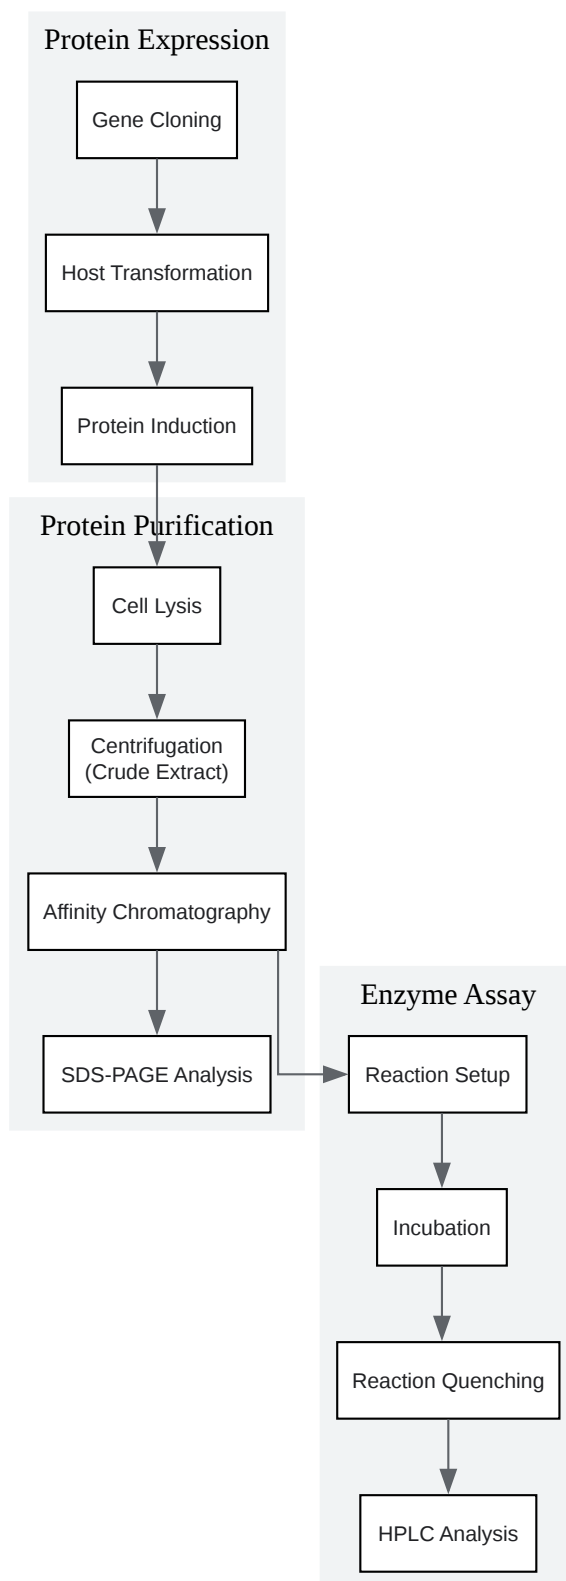 Protein Expression
Gene Cloning
Host Transformation
Protein Induction
Protein Purification
Cell Lysis
Centrifugation
(Crude Extract)
Affinity Chromatography
SDS-PAGE Analysis
Enzyme Assay
Reaction Setup
Incubation
Reaction Quenching
HPLC Analysis